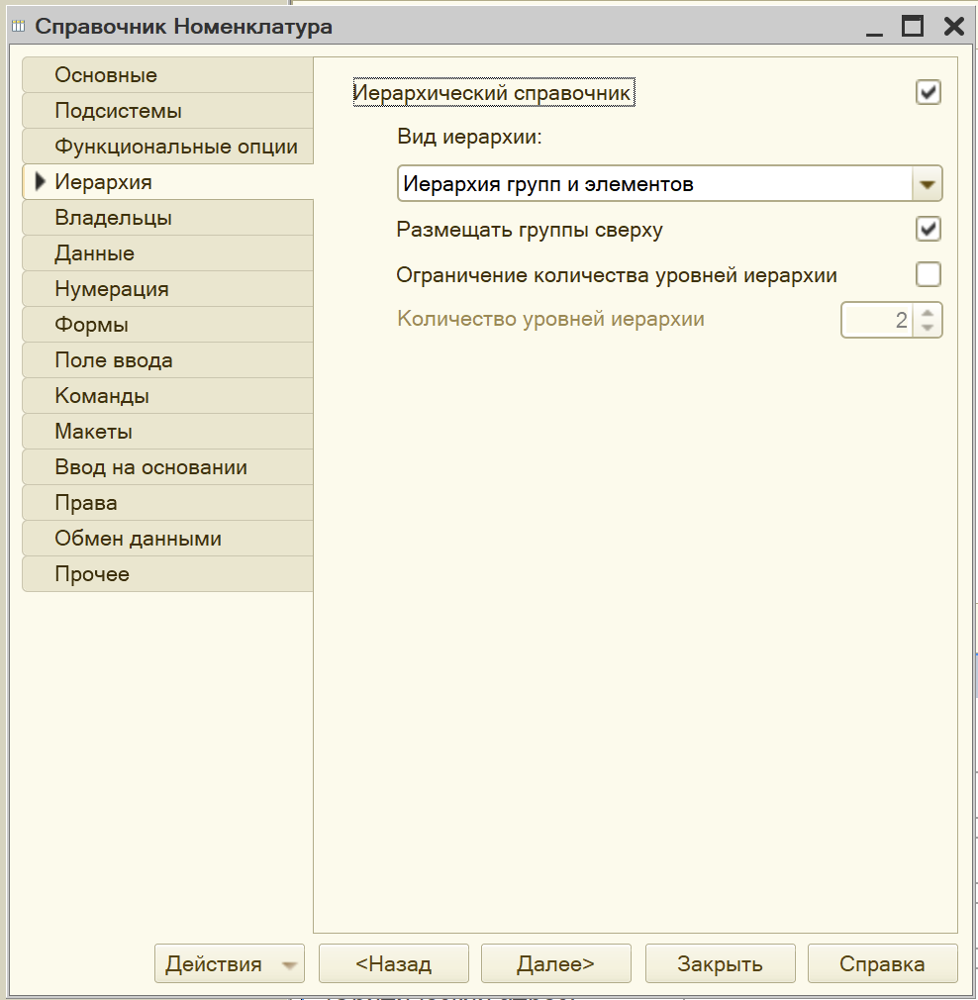 Справочник Номенклатура
Основные
Подсистемы
Функциональные опции
Иерархия
Владельцы
Данные
Нумерация
Формы
Поле ввода
Команды
Макеты
Ввод на основании
Права
Обмен данными
Прочее
Иерархический справочник
Вид иерархии:
Иерархия групп и элементов
Размещать группы сверху
Ограничение количества уровней иерархии
Количество уровней иерархии 2
Действия <Назад Далее> Закрыть Справка